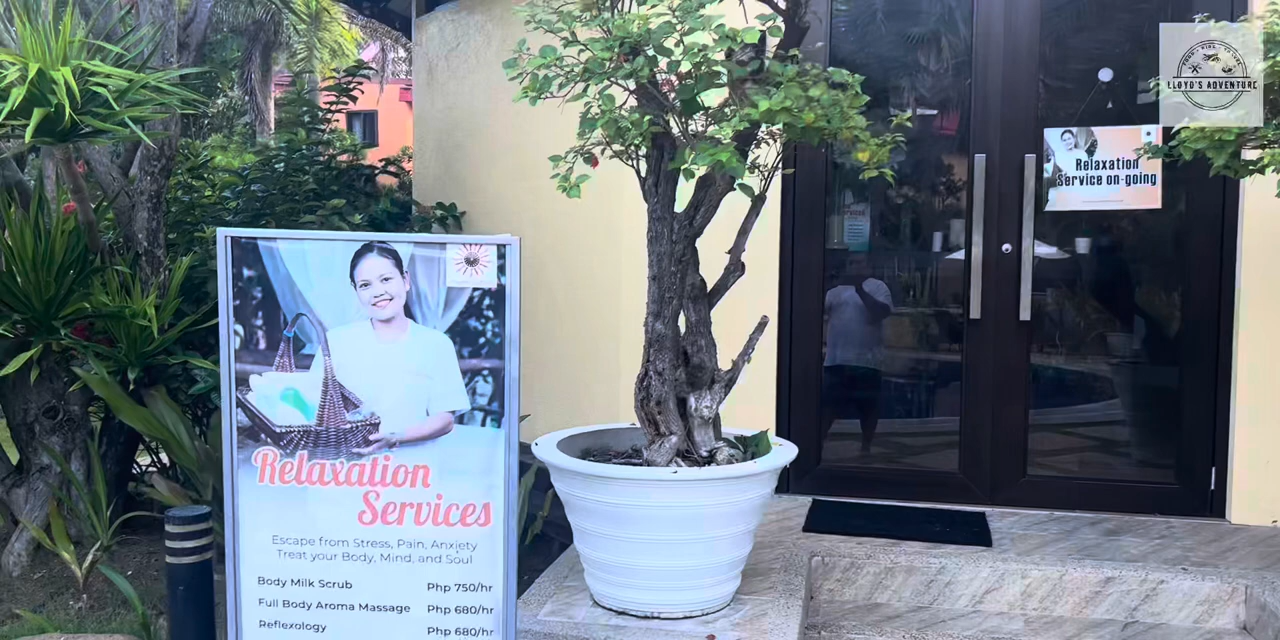 LLOYD'S ADVENTURE
Relaxation
Service on-going
Relaxation
Services
Escape from Stress, Pain, Anxiety
Treat your Body, Mind, and Soul
Body Milk Scrub Php 750/hr
Full Body Aroma Massage Php 680/hr
Reflexology Php 680/hr